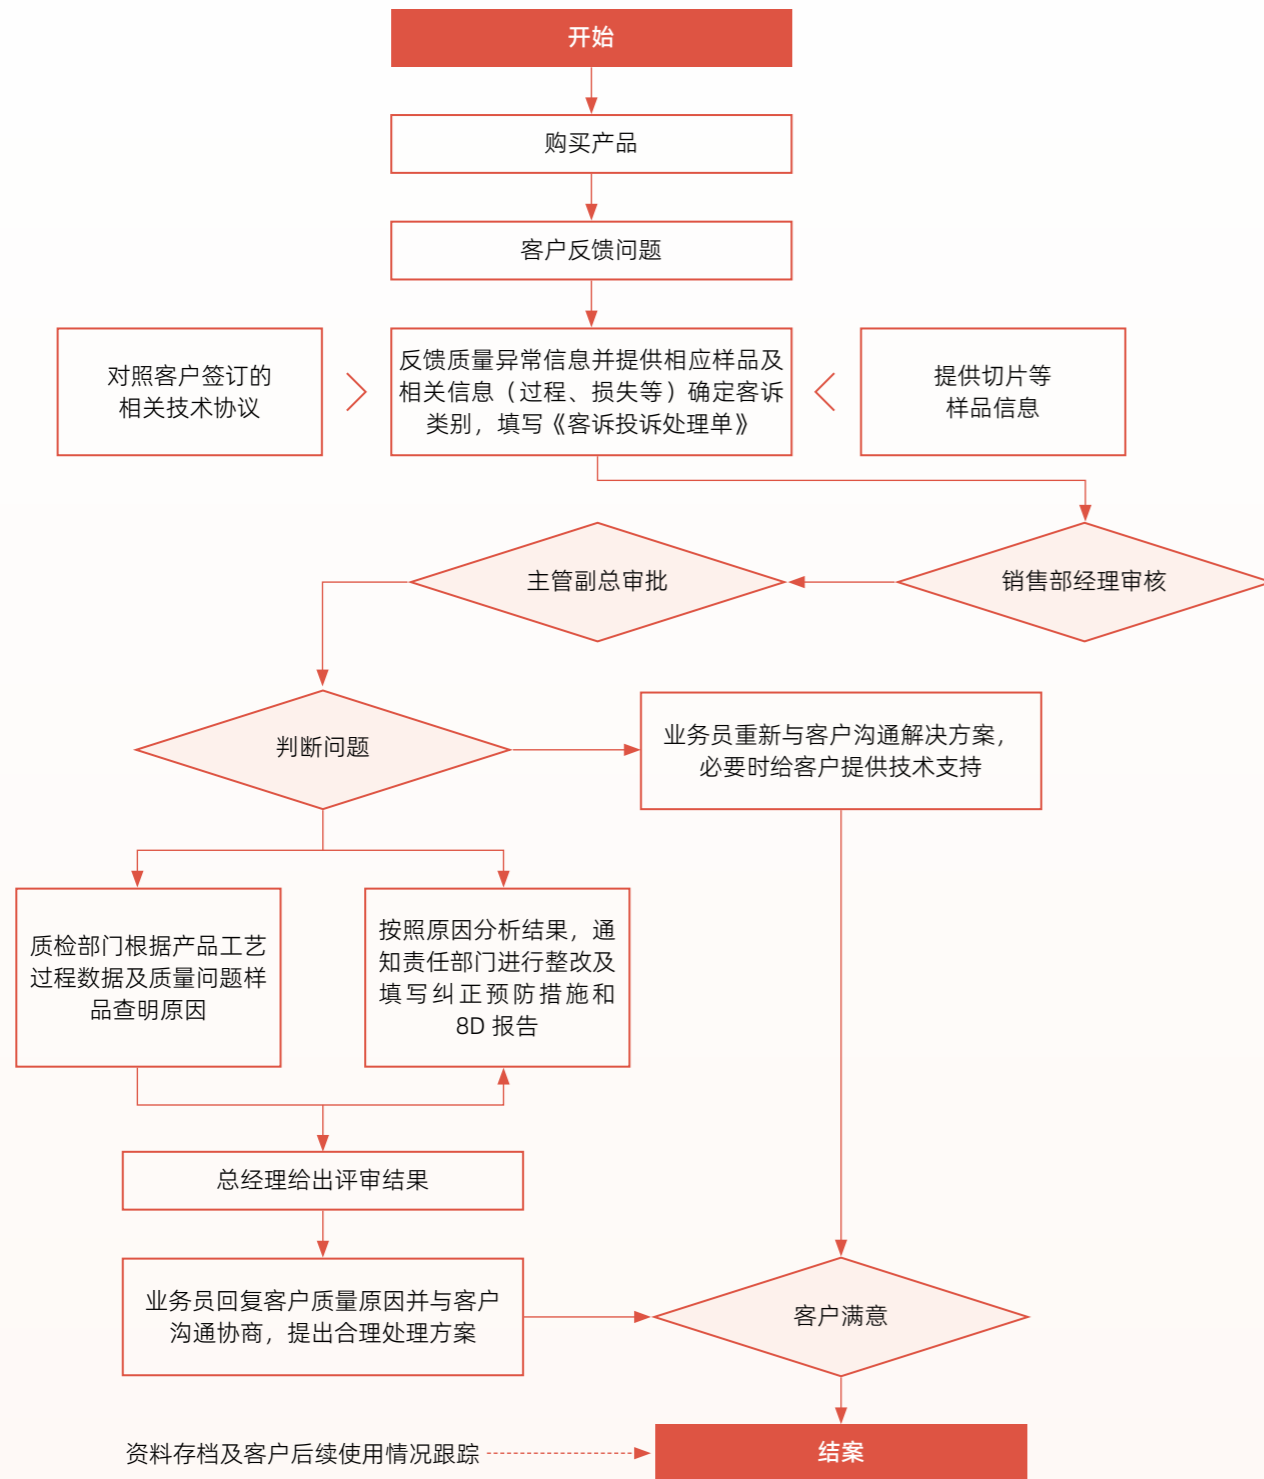 开始
购买产品
客户反馈问题
对照客户签订的
相关技术协议
反馈质量异常信息并提供相应样品及
相关信息（过程、损失等）确定客诉
类别，填写《客诉投诉处理单》
提供切片等
样品信息
主管副总审批
销售部经理审核
判断问题
业务员重新与客户沟通解决方案，
必要时给客户提供技术支持
质检部门根据产品工艺
过程数据及质量问题样
品查明原因
按照原因分析结果，通
知责任部门进行整改及
填写纠正预防措施和
8D 报告
总经理给出评审结果
业务员回复客户质量原因并与客户
沟通协商，提出合理处理方案
客户满意
资料存档及客户后续使用情况跟踪
结案